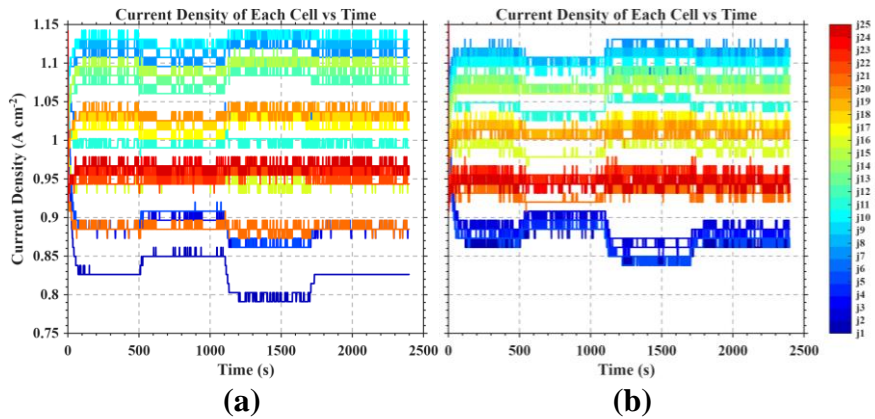 Current Density of Each Cell vs Time
Current Density of Each Cell vs Time
Current Density (A cm⁻²)
1.15
1.1
1.05
1
0.95
0.9
0.85
0.8
0.75
0 500 1000 1500 2000 2500
0 500 1000 1500 2000 2500
Time (s)
Time (s)
(a)
(b)
j25
j24
j23
j22
j21
j20
j19
j18
j17
j16
j15
j14
j13
j12
j11
j10
j9
j8
j7
j6
j5
j4
j3
j2
j1